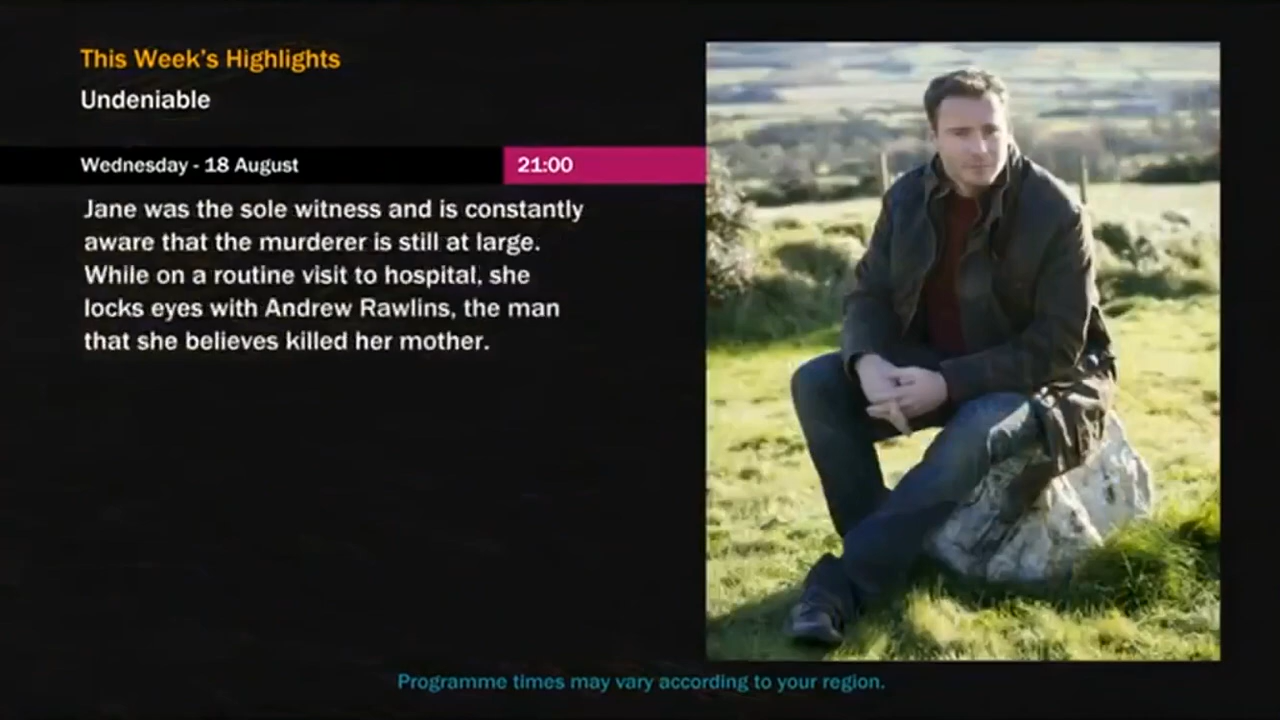 This Week's Highlights
Undeniable
Wednesday - 18 August
21:00
Jane was the sole witness and is constantly
aware that the murderer is still at large.
While on a routine visit to hospital, she
locks eyes with Andrew Rawlins, the man
that she believes killed her mother.
Programme times may vary according to your region.